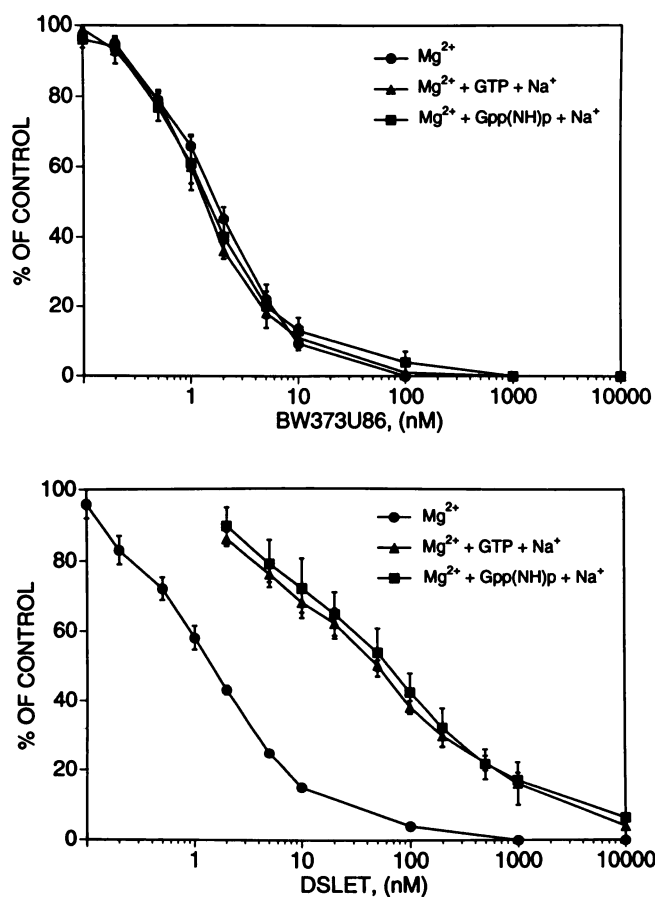 % OF CONTROL
100
80
60
40
20
0
Mg²⁺
Mg²⁺ + GTP + Na⁺
Mg²⁺ + Gpp(NH)p + Na⁺
1
10
100
1000
10000
BW373U86, (nM)
% OF CONTROL
100
80
60
40
20
0
Mg²⁺
Mg²⁺ + GTP + Na⁺
Mg²⁺ + Gpp(NH)p + Na⁺
1
10
100
1000
10000
DSLET, (nM)